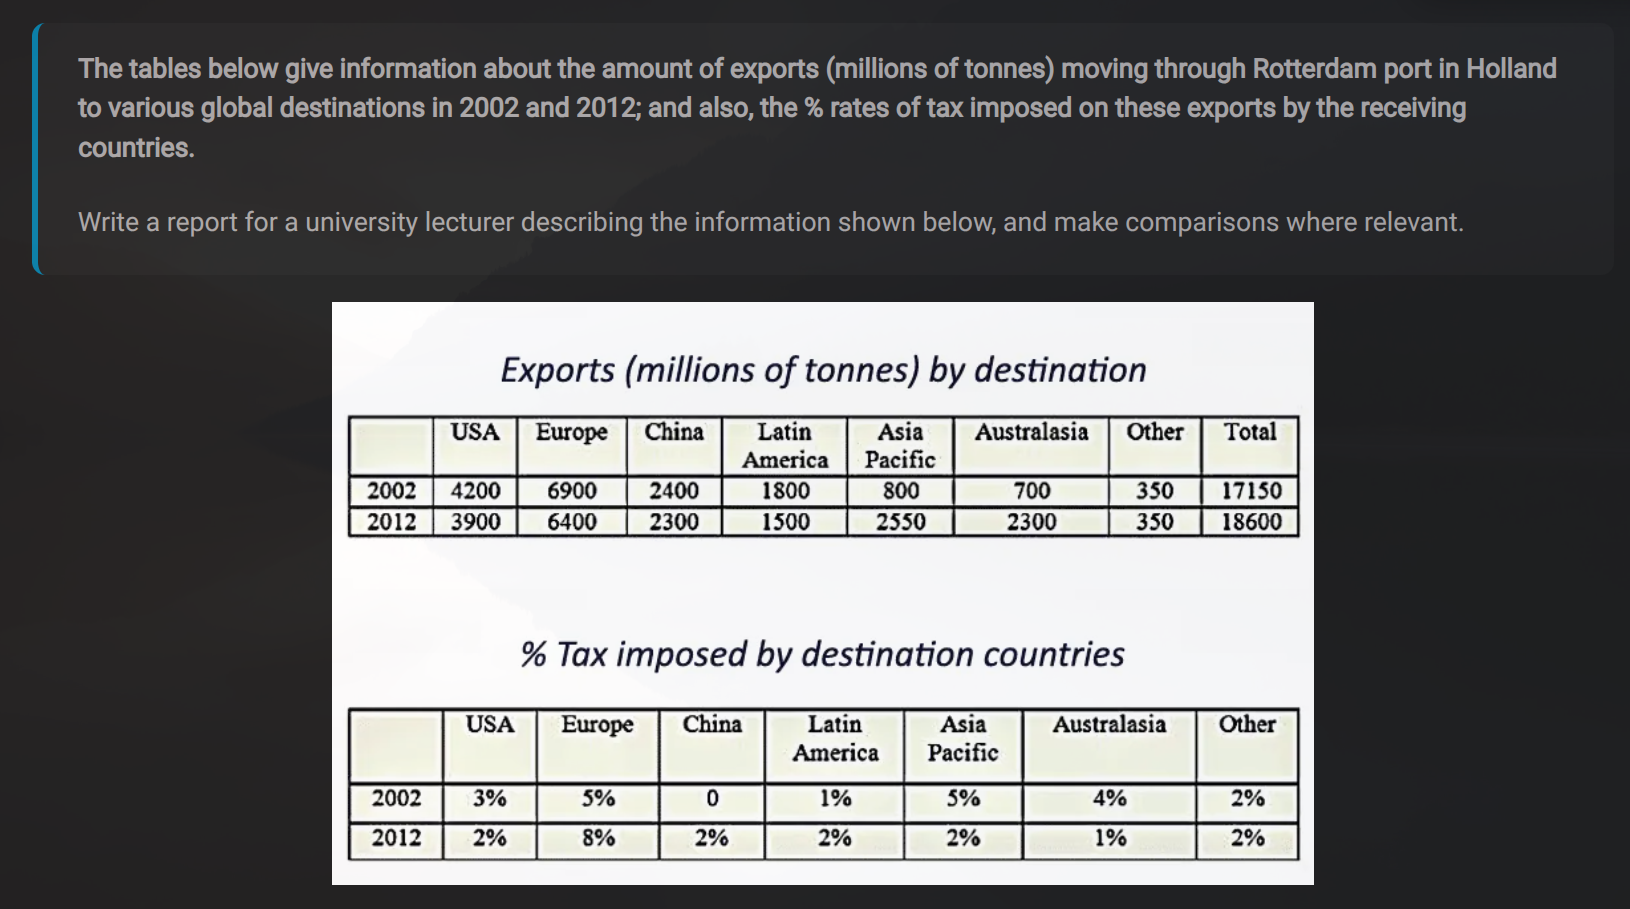 The tables below give information about the amount of exports (millions of tonnes) moving through Rotterdam port in Holland
to various global destinations in 2002 and 2012; and also, the % rates of tax imposed on these exports by the receiving
countries.
Write a report for a university lecturer describing the information shown below, and make comparisons where relevant.
Exports (millions of tonnes) by destination
USA Europe China Latin America Asia Pacific Australasia Other Total
2002 4200 6900 2400 1800 800 700 350 17150
2012 3900 6400 2300 1500 2550 2300 350 18600
% Tax imposed by destination countries
USA Europe China Latin America Asia Pacific Australasia Other
2002 3% 5% 0 1% 5% 4% 2%
2012 2% 8% 2% 2% 2% 1% 2%